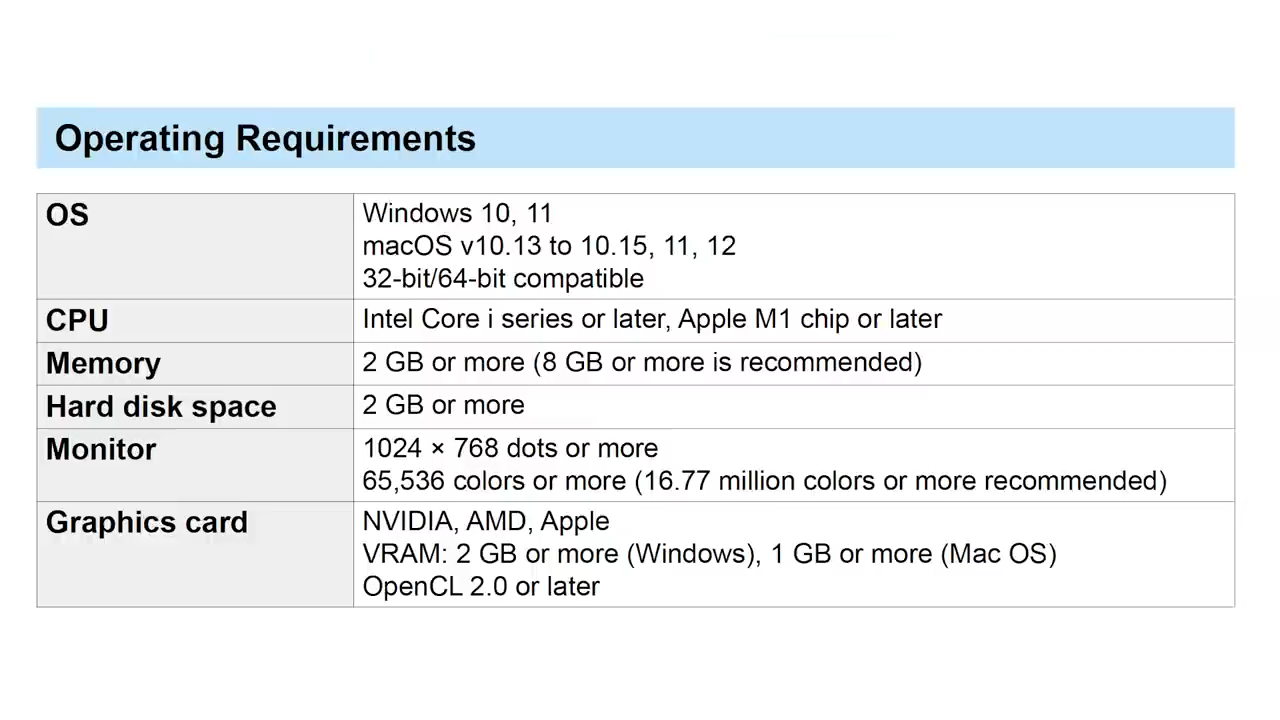 Operating Requirements
OS
Windows 10, 11
macOS v10.13 to 10.15, 11, 12
32-bit/64-bit compatible
CPU
Intel Core i series or later, Apple M1 chip or later
Memory
2 GB or more (8 GB or more is recommended)
Hard disk space
2 GB or more
Monitor
1024 × 768 dots or more
65,536 colors or more (16.77 million colors or more recommended)
Graphics card
NVIDIA, AMD, Apple
VRAM: 2 GB or more (Windows), 1 GB or more (Mac OS)
OpenCL 2.0 or later